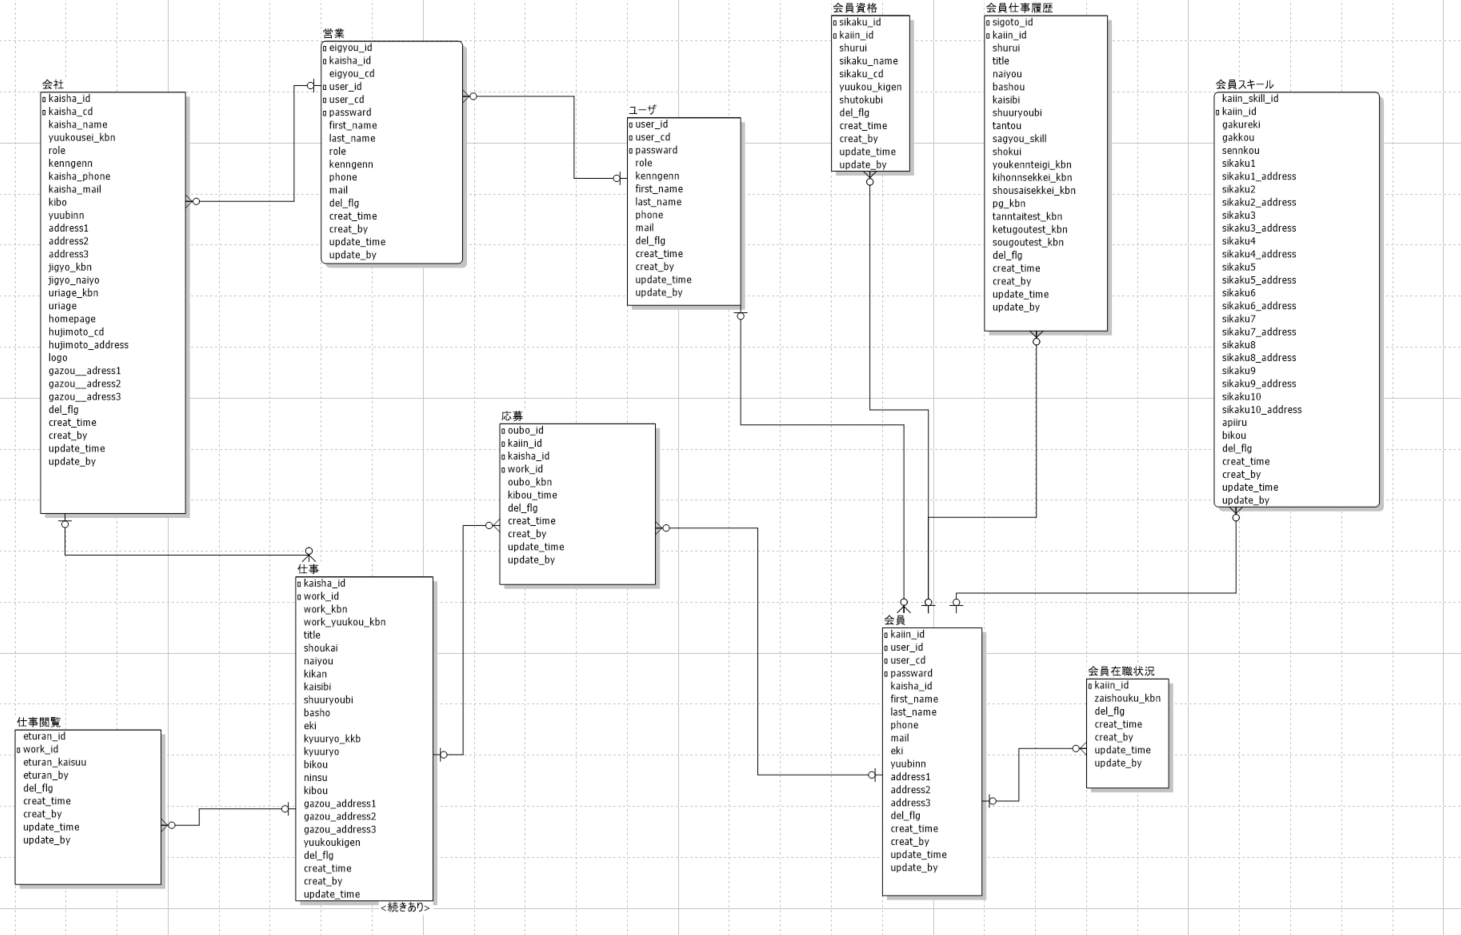 会社
kaisha_id
kaisha_cd
kaisha_name
yuukousei_kbn
role
kenngenn
kaisha_phone
kaisha_mail
kibo
yuubinn
address1
address2
address3
jigyo_kbn
jigyo_naiyo
uriage_kbn
uriage
homepage
hujimoto_cd
hujimoto_address
logo
gazou__adress1
gazou__adress2
gazou__adress3
del_flg
creat_time
creat_by
update_time
update_by
営業
eigyou_id
kaisha_id
eigyou_cd
user_id
user_cd
password
first_name
last_name
role
kenngenn
phone
mail
del_flg
creat_time
creat_by
update_time
update_by
ユーザ
user_id
user_cd
passward
role
kenngenn
first_name
last_name
phone
mail
del_flg
creat_time
creat_by
update_time
update_by
会員資格
sikaku_id
kaiin_id
shurui
sikaku_name
sikaku_cd
yuukou_kigen
shutokubi
del_flg
creat_time
creat_by
update_time
update_by
会員仕事履歴
sigoto_id
kaiin_id
shurui
title
naiyou
bashou
kaisibi
shuuryoubi
tantou
sagyou_skill
shokui
youkennteigi_kbn
kihonnsekkei_kbn
shousaisekkei_kbn
pg_kbn
tanntaitest_kbn
ketugoutest_kbn
sougoutest_kbn
del_flg
creat_time
creat_by
update_time
update_by
会員スキール
kaiin_skill_id
kaiin_id
gakureki
gakkou
sennkou
sikaku1
sikaku1_address
sikaku2
sikaku2_address
sikaku3
sikaku3_address
sikaku4
sikaku4_address
sikaku5
sikaku5_address
sikaku6
sikaku6_address
sikaku7
sikaku7_address
sikaku8
sikaku8_address
sikaku9
sikaku9_address
sikaku10
sikaku10_address
apiiru
bikou
del_flg
creat_time
creat_by
update_time
update_by
応募
oubo_id
kaiin_id
kaisha_id
work_id
oubo_kbn
kibou_time
del_flg
creat_time
creat_by
update_time
update_by
仕事
kaisha_id
work_id
work_kbn
work_yuukou_kbn
title
shoukai
naiyou
kikan
kaisibi
shuuryoubi
basho
eki
kyuuryo_kkb
kyuuryo
bikou
ninsu
kibou
gazou_address1
gazou_address2
gazou_address3
yuukoukigen
del_flg
creat_time
creat_by
update_time
<続きあり>
仕事閲覧
eturan_id
work_id
eturan_kaisuu
eturan_by
del_flg
creat_time
creat_by
update_time
update_by
会員
kaiin_id
user_id
user_cd
passward
kaisha_id
first_name
last_name
phone
mail
eki
yuubinn
address1
address2
address3
del_flg
creat_time
creat_by
update_time
update_by
会員在職状況
kaiin_id
zaishouku_kbn
del_flg
creat_time
creat_by
update_time
update_by